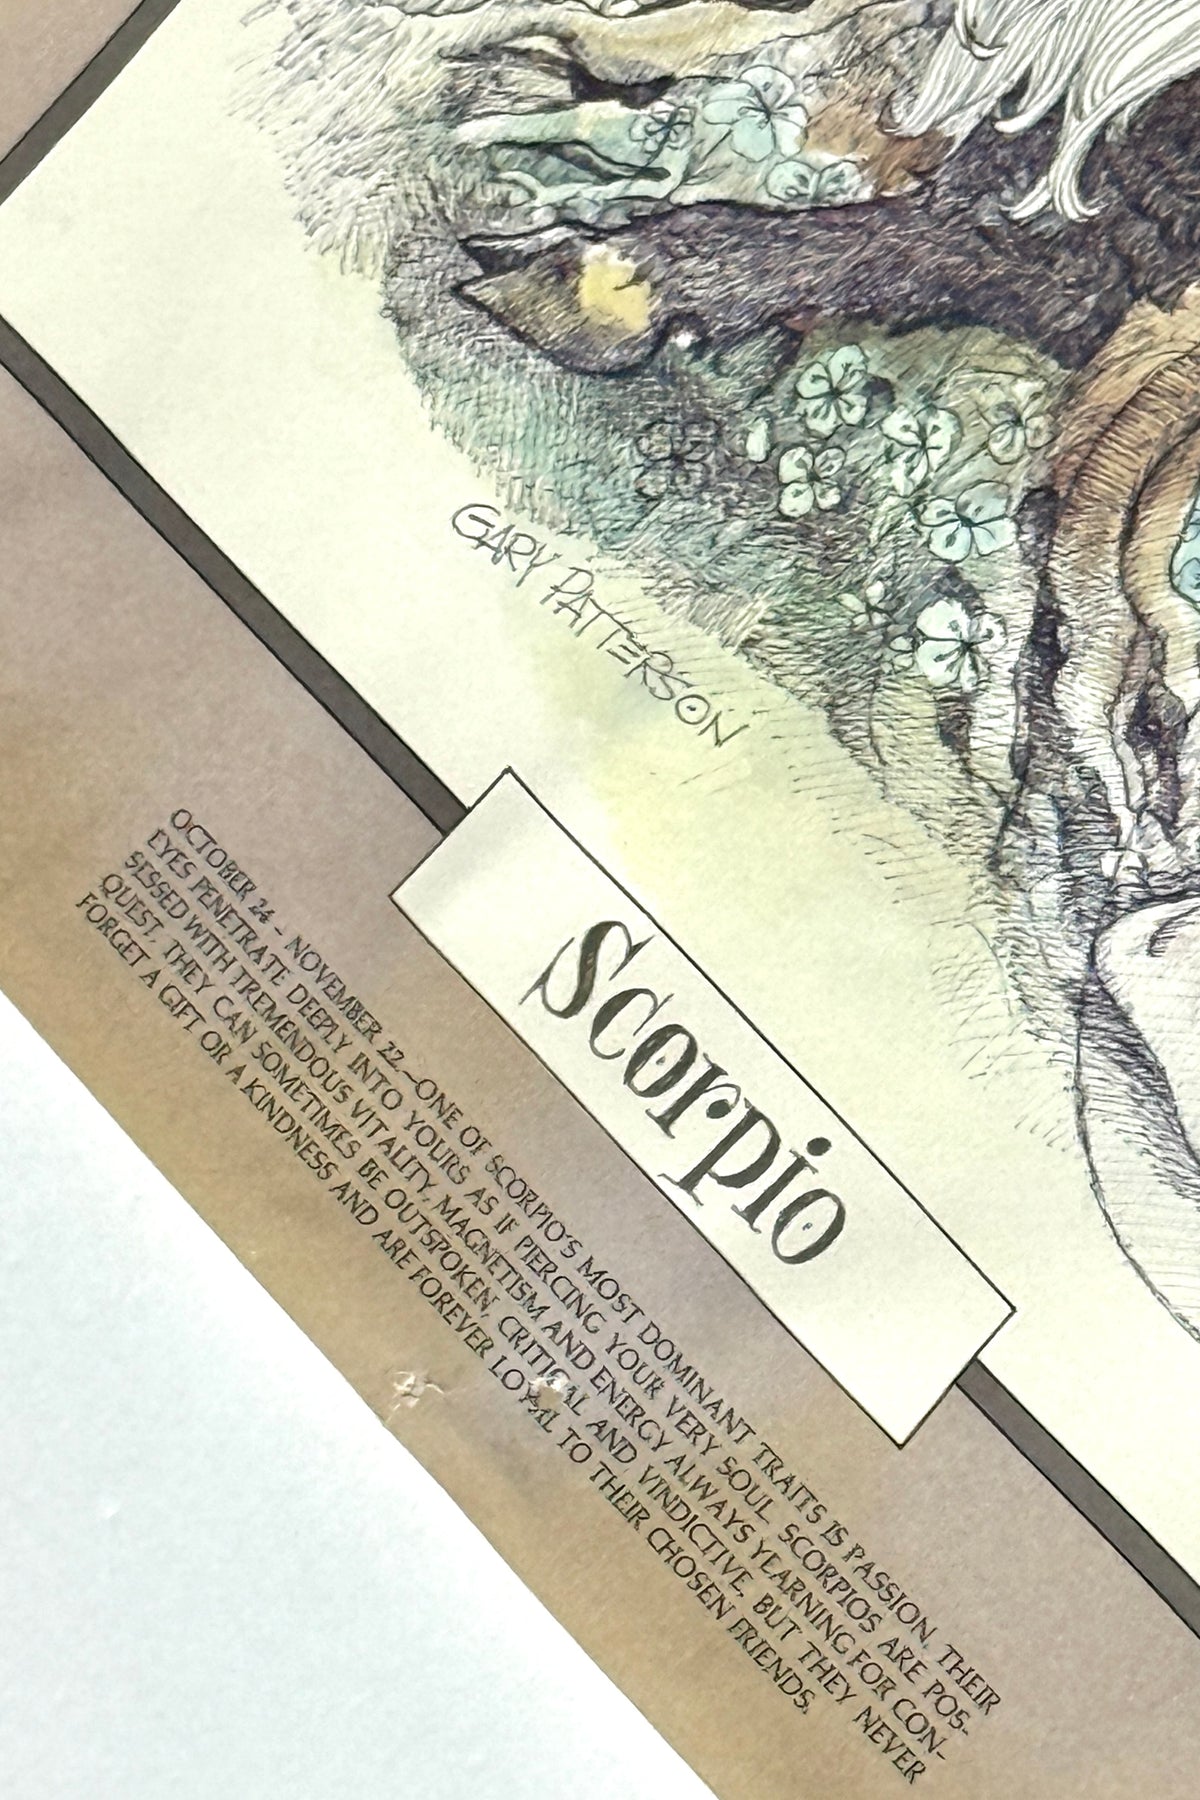 GARY PATTERSON
Scorpio
OCTOBER 24 - NOVEMBER 22.—ONE OF SCORPIO'S MOST DOMINANT TRAITS IS PASSION. THEIR
EYES PENETRATE DEEPLY INTO YOURS AS IF PIERCING YOUR VERY SOUL. SCORPIOS ARE POS-
SESSED WITH TREMENDOUS VITALITY, MAGNETISM AND ENERGY ALWAYS YEARNING FOR CON-
QUEST. THEY CAN SOMETIMES BE OUTSPOKEN, CRITICAL AND VINDICTIVE, BUT THEY NEVER
FORGET A GIFT OR A KINDNESS AND ARE FOREVER LOYAL TO THEIR CHOSEN FRIENDS.